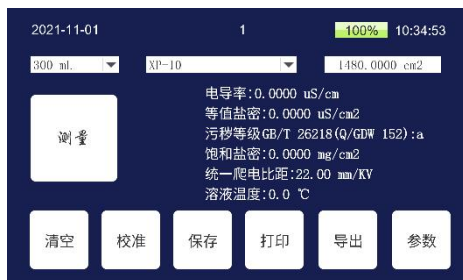 2021-11-01 1 100% 10:34:53
300 ml. XP-10 1480.0000 cm2
电导率:0.0000 uS/cm
等值盐密:0.0000 uS/cm2
污秽等级GB/T 26218(Q/GDW 152):a
饱和盐密:0.0000 mg/cm2
统一爬电比距:22.00 mm/KV
溶液温度:0.0 ℃
测量
清空 校准 保存 打印 导出 参数